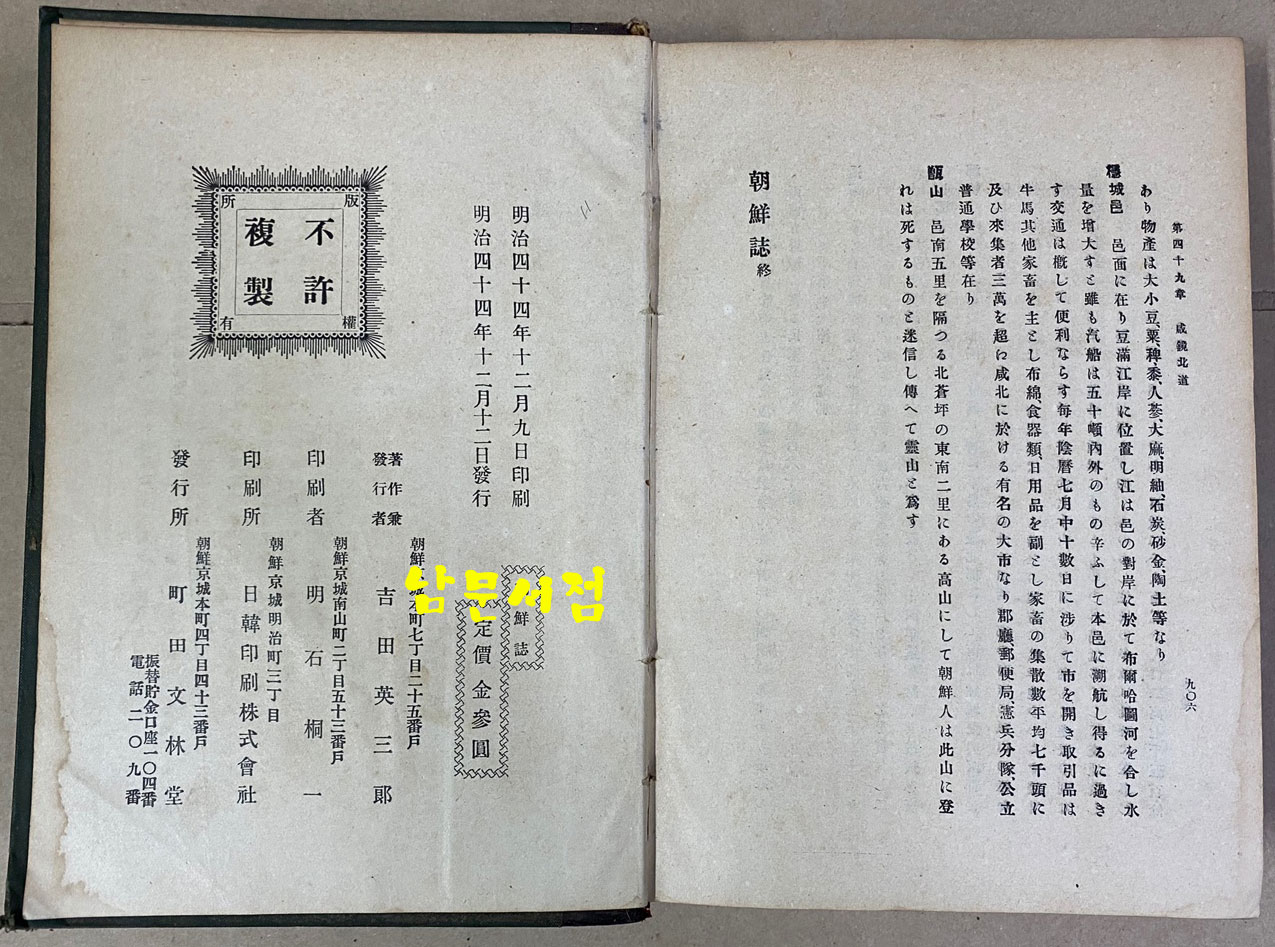 第四十九章 咸鏡北道
九〇六
あり物產は大小豆、粟、稗、黍、人蔘、大麻、明紬、石炭、砂金、陶土等なり
穩城邑 邑面に在り豆滿江岸に位置し江は邑の對岸に於て布爾哈圖河を合し水
量を增大すと雖も汽船は五十噸內外のもの辛ふして本邑に溯航し得るに過き
す交通は槪して便利ならす每年陰曆七月中十數日に涉りて市を開き取引品は
牛馬其他家畜を主とし布綿、食器類、日用品を副とし家畜の集散數平均七千頭に
及ひ來集者三萬を超ゆ咸北に於ける有名の大市なり郡廳、郵便局、憲兵分隊、公立
普通學校等在り
甑山 邑南五里を隔つる北蒼坪の東南二里にある高山にして朝鮮人は此山に登
れは死するものと迷信し傳へて靈山と爲す
朝鮮誌 終
明治四十四年十二月九日印刷
明治四十四年十二月十二日發行
版權所有
不許
複製
鮮誌
定價金參圓
남문서점
著作兼
發行者
町七丁目二十五番戶
吉田英三郎
朝鮮京城南山町二丁目五十三番戶
印刷者 明石桐一
朝鮮京城明治町三丁目
印刷所 日韓印刷株式會社
朝鮮京城本町四丁目四十三番戶
發行所 町田文林堂
振替貯金口座一〇四番
電話二一〇九番